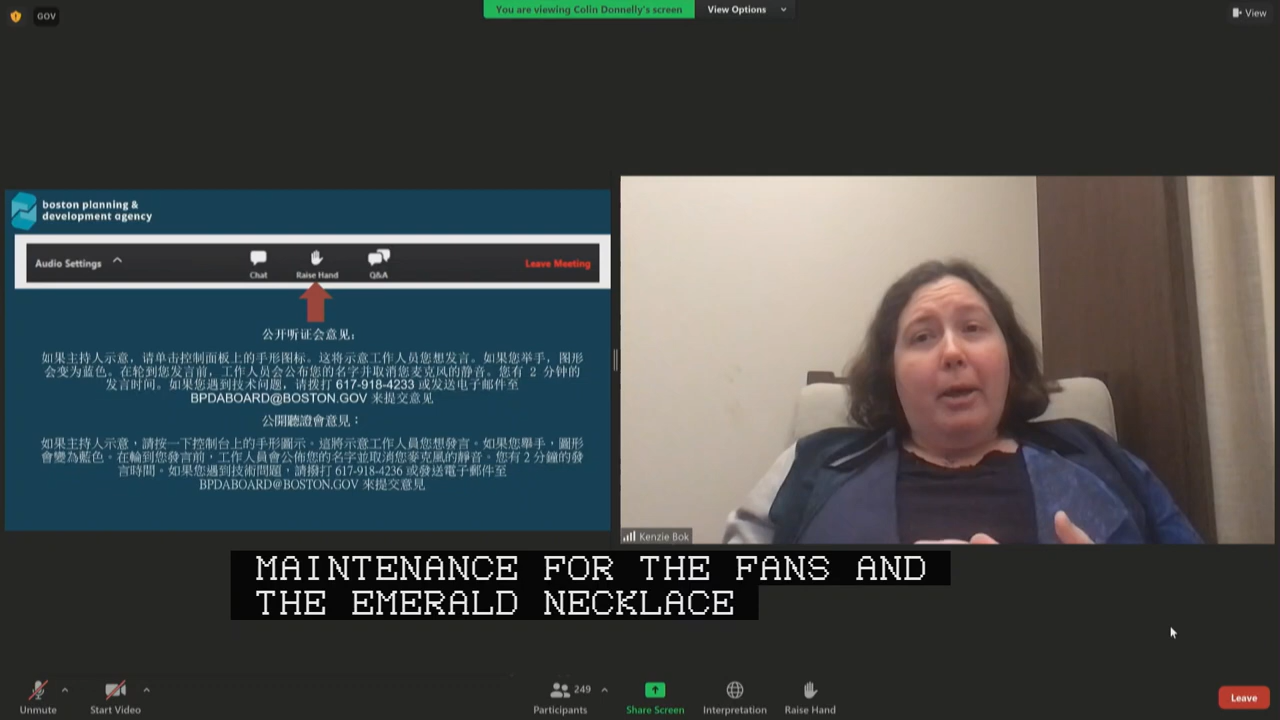 GOV
You are viewing Colin Donnelly's screen
View Options
View
boston planning &
development agency
Audio Settings
Chat
Raise Hand
Q&A
Leave Meeting
公开听证会意见:
如果主持人示意，请单击控制面板上的手形图标。这将示意工作人员您想发言。如果您举手，图形
会变为蓝色。在轮到您发言前，工作人员会公布您的名字并取消您麦克风的静音。您有 2 分钟的
发言时间。如果您遇到技术问题，请拨打 617-918-4233 或发送电子邮件至
BPDABOARD@BOSTON.GOV 来提交意见
公開聽證會意見：
如果主持人示意，請按一下控制台上的手形圖示。這將示意工作人員您想發言。如果您舉手，圖形
會變為藍色。在輪到您發言前，工作人員會公佈您的名字並取消您麥克風的靜音。您有 2 分鐘的發
言時間。如果您遇到技術問題，請撥打 617-918-4236 或發送電子郵件至
BPDABOARD@BOSTON.GOV 來提交意見
Kenzie Bok
MAINTENANCE FOR THE FANS AND
THE EMERALD NECKLACE
Unmute
Start Video
249
Participants
Share Screen
Interpretation
Raise Hand
Leave